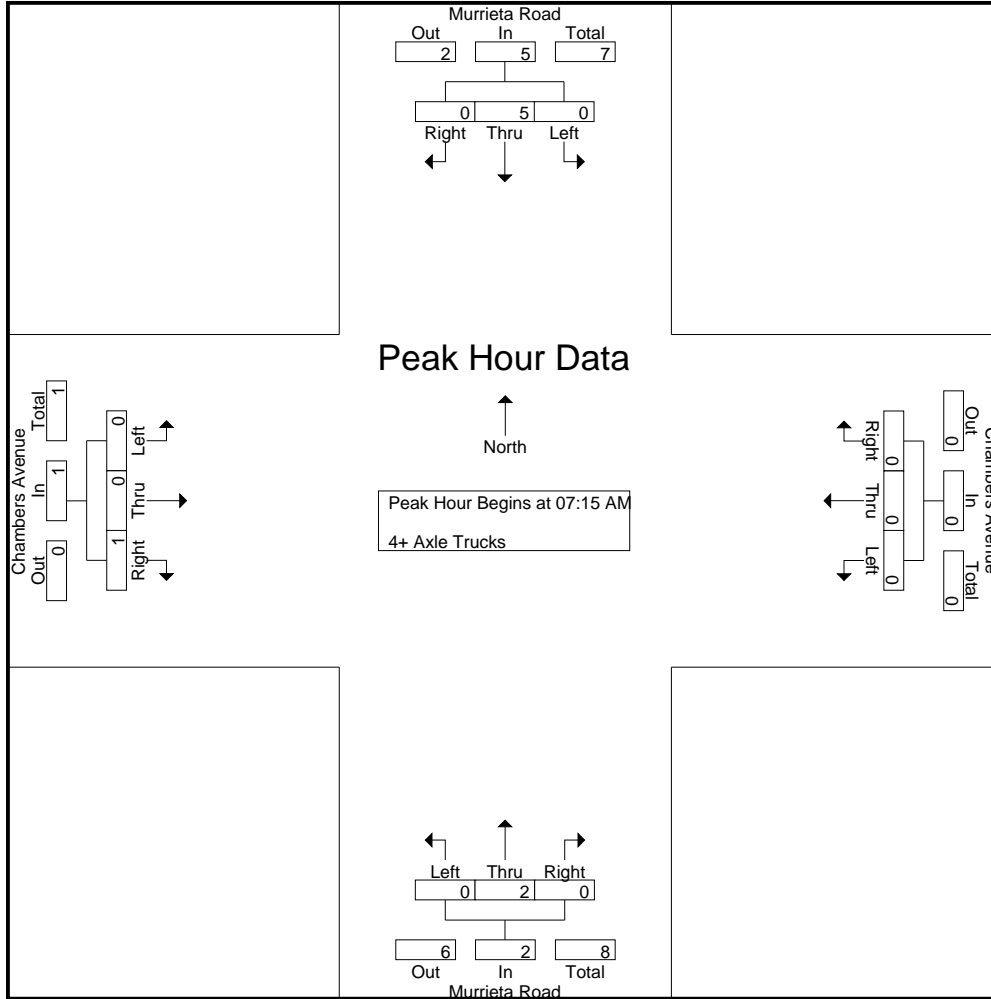 Murrieta Road
Out In Total
2 5 7
0 5 0
Right Thru Left
Peak Hour Data
North
Peak Hour Begins at 07:15 AM
4+ Axle Trucks
Chambers Avenue
Out In Total
0 1 1
Left Thru Right
0 0 1
Chambers Avenue
Out In Total
0 0 0
Right Thru Left
0 0 0
Left Thru Right
0 2 0
6 2 8
Out In Total
Murrieta Road